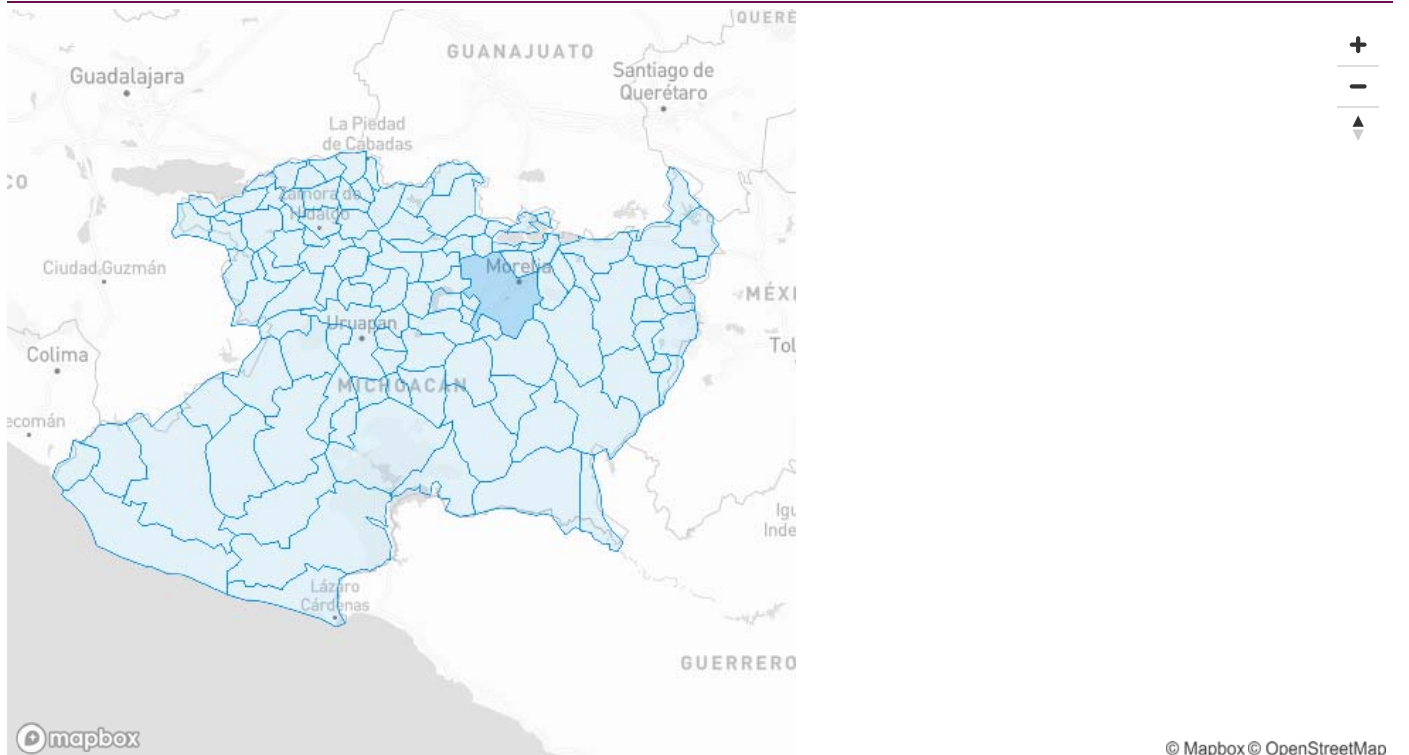 QUERÉ
GUANAJUATO
Guadalajara
Santiago de
Querétaro
La Piedad
de Cabadas
CO
Zamora de
Hidalgo
Ciudad Guzmán
Morelia
MÉXI
Uruapan
Colima
Tol
MICHOACÁN
ecomán
Igu
Inde
Lázaro
Cárdenas
GUERRERO
mapbox
© Mapbox © OpenStreetMap